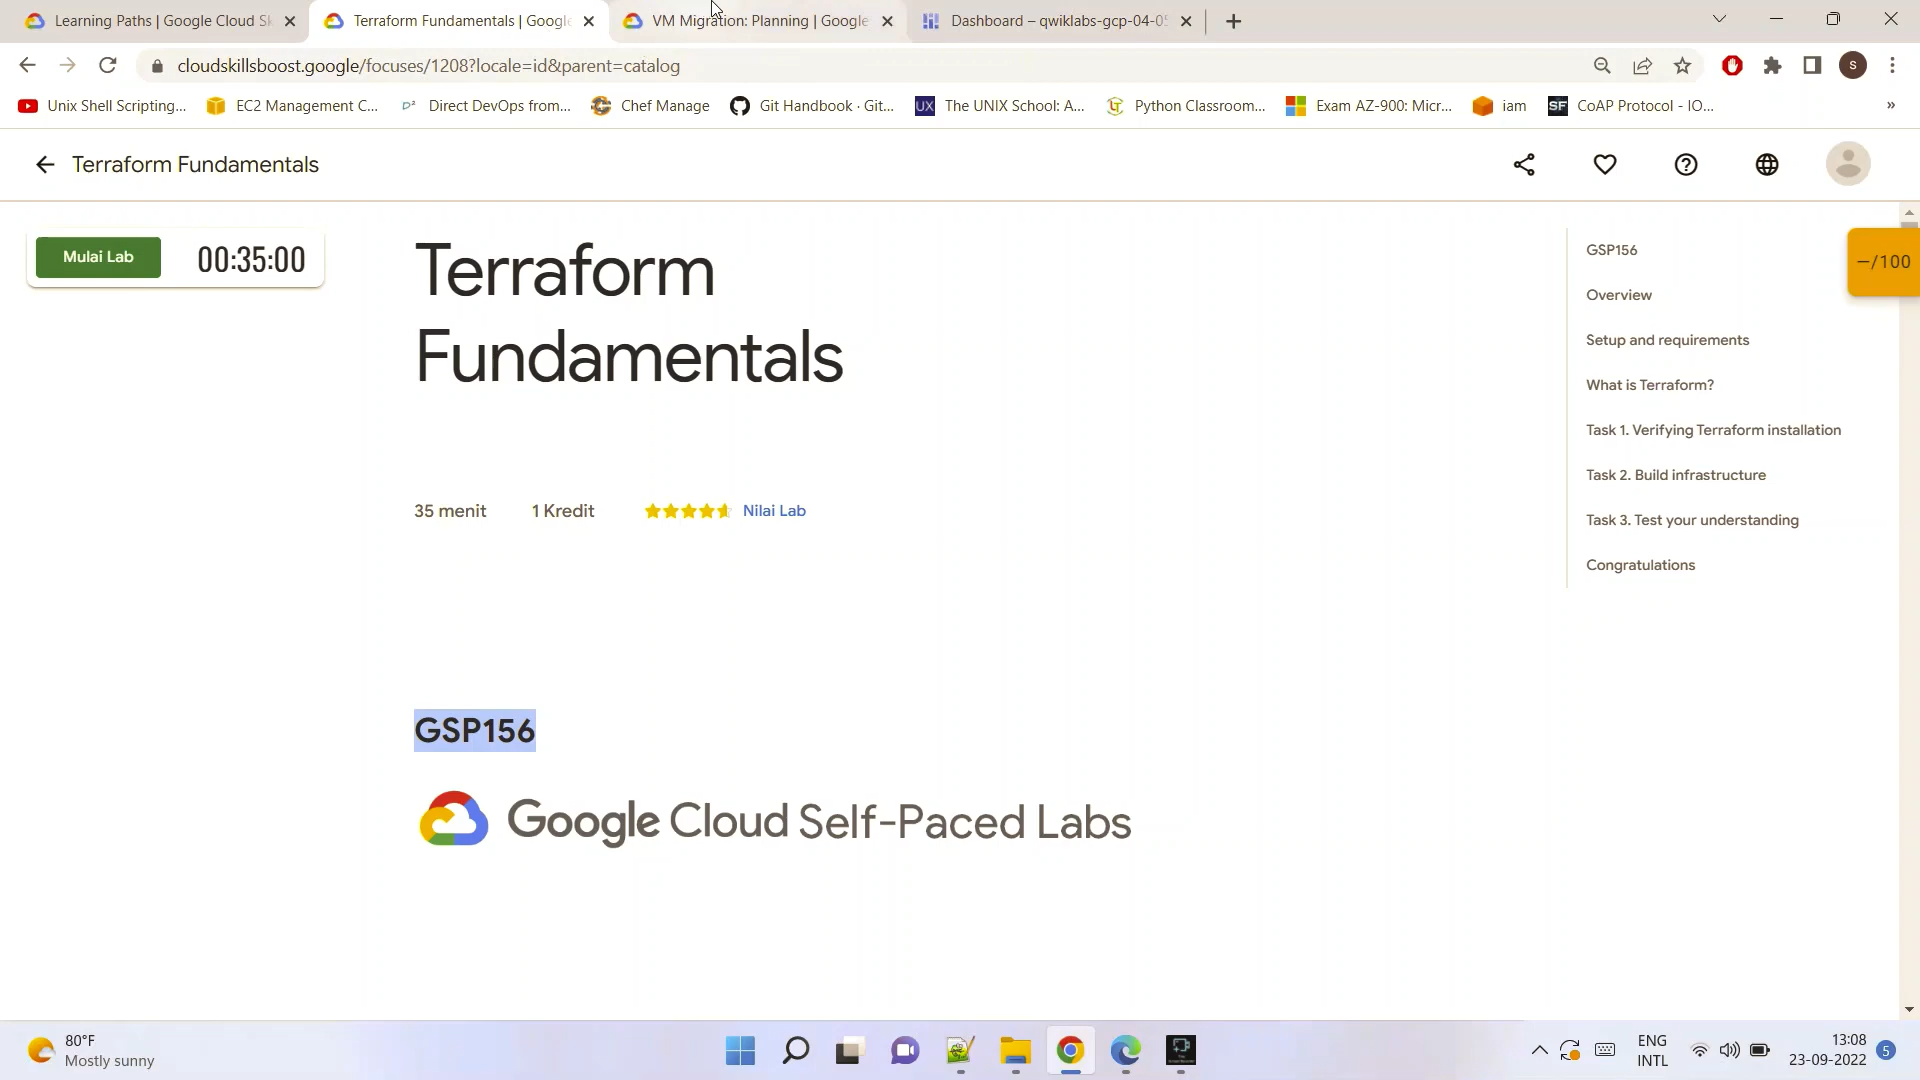 Learning Paths | Google Cloud Sk
Terraform Fundamentals | Google
VM Migration: Planning | Google
Dashboard – qwiklabs-gcp-04-05
cloudskillsboost.google/focuses/1208?locale=id&parent=catalog
S
Unix Shell Scripting...
EC2 Management C...
Direct DevOps from...
Chef Manage
Git Handbook · Git...
UX
The UNIX School: A...
Python Classroom...
Exam AZ-900: Micr...
iam
SF
CoAP Protocol - IO...
»
Terraform Fundamentals
Mulai Lab
00:35:00
Terraform
Fundamentals
35 menit
1 Kredit
Nilai Lab
GSP156
Google Cloud Self-Paced Labs
GSP156
Overview
Setup and requirements
What is Terraform?
Task 1. Verifying Terraform installation
Task 2. Build infrastructure
Task 3. Test your understanding
Congratulations
–/100
80°F
Mostly sunny
ENG
INTL
13:08
23-09-2022
5